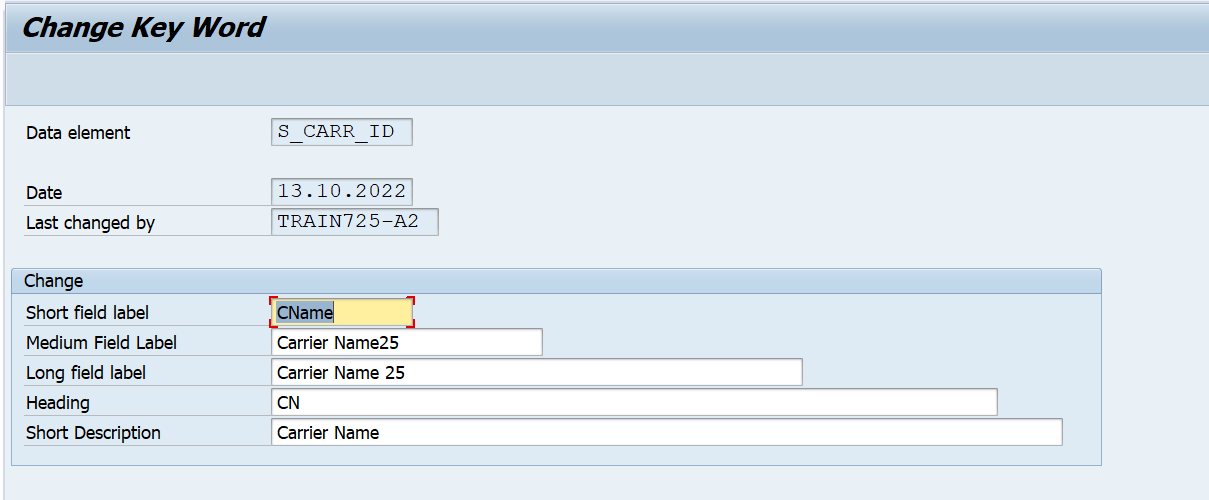 Change Key Word
Data element S_CARR_ID
Date 13.10.2022
Last changed by TRAIN725-A2
Change
Short field label CName
Medium Field Label Carrier Name25
Long field label Carrier Name 25
Heading CN
Short Description Carrier Name